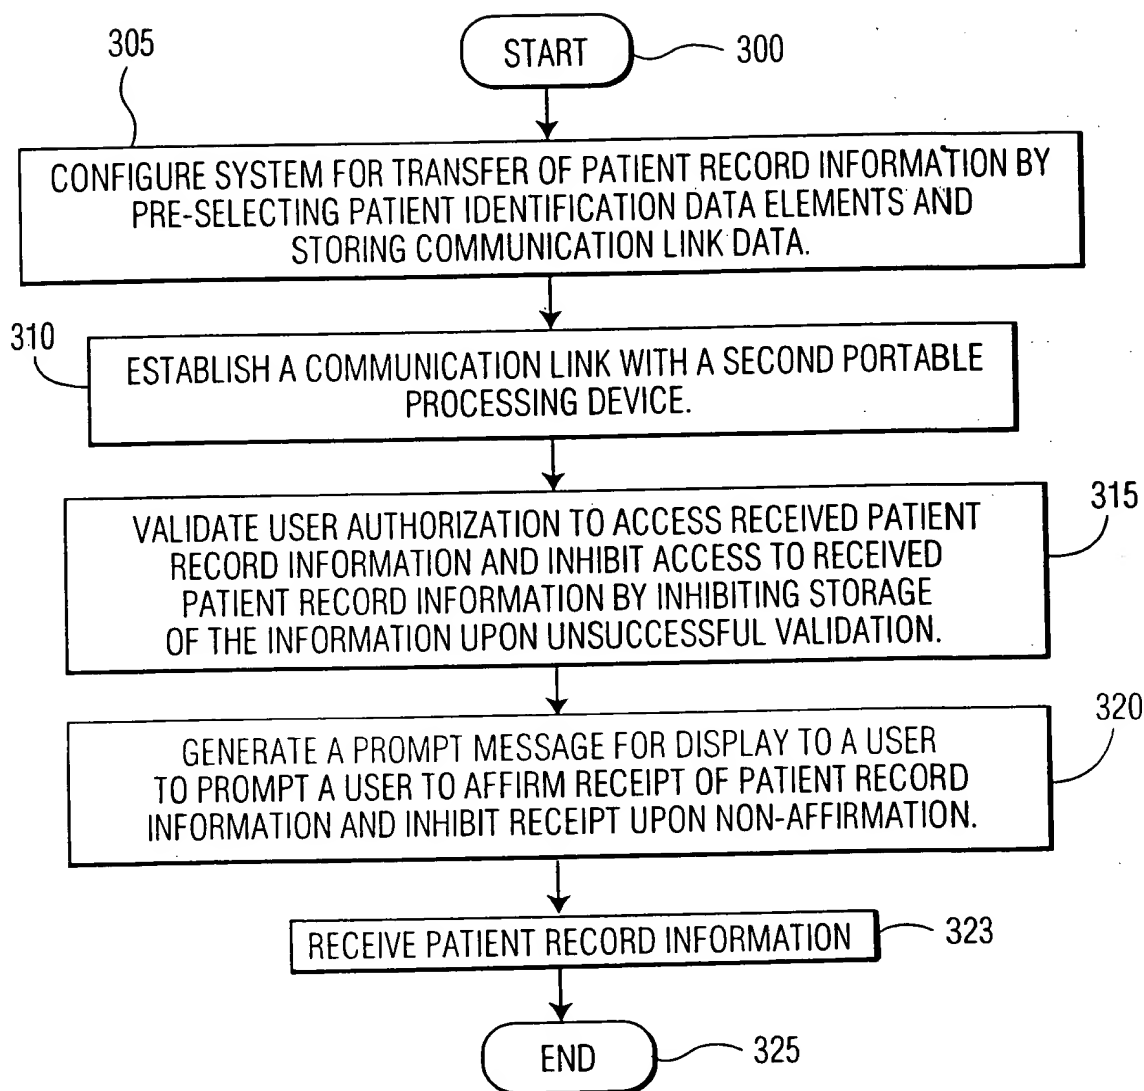 START
300
305
CONFIGURE SYSTEM FOR TRANSFER OF PATIENT RECORD INFORMATION BY
PRE-SELECTING PATIENT IDENTIFICATION DATA ELEMENTS AND
STORING COMMUNICATION LINK DATA.
310
ESTABLISH A COMMUNICATION LINK WITH A SECOND PORTABLE
PROCESSING DEVICE.
315
VALIDATE USER AUTHORIZATION TO ACCESS RECEIVED PATIENT
RECORD INFORMATION AND INHIBIT ACCESS TO RECEIVED
PATIENT RECORD INFORMATION BY INHIBITING STORAGE
OF THE INFORMATION UPON UNSUCCESSFUL VALIDATION.
320
GENERATE A PROMPT MESSAGE FOR DISPLAY TO A USER
TO PROMPT A USER TO AFFIRM RECEIPT OF PATIENT RECORD
INFORMATION AND INHIBIT RECEIPT UPON NON-AFFIRMATION.
RECEIVE PATIENT RECORD INFORMATION
323
END
325